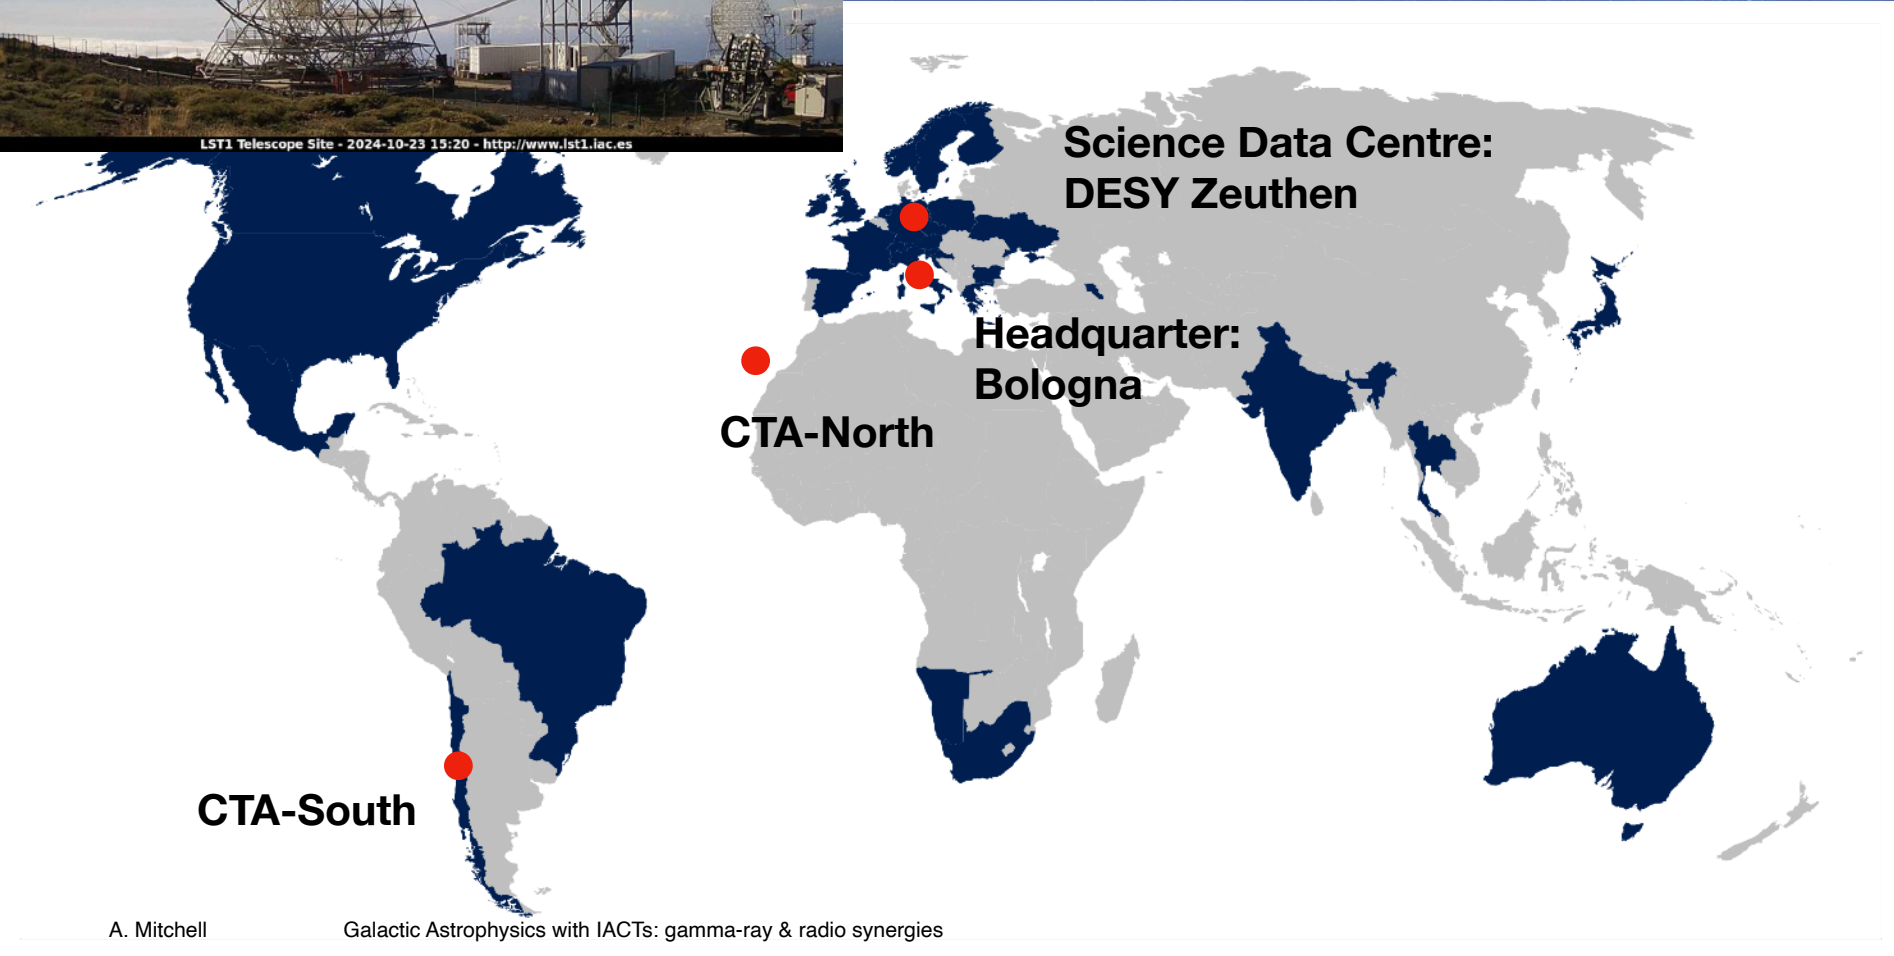 LST1 Telescope Site - 2024-10-23 15:20 - http://www.lst1.iac.es
Science Data Centre:
DESY Zeuthen
Headquarter:
Bologna
CTA-North
CTA-South
A. Mitchell
Galactic Astrophysics with IACTs: gamma-ray & radio synergies